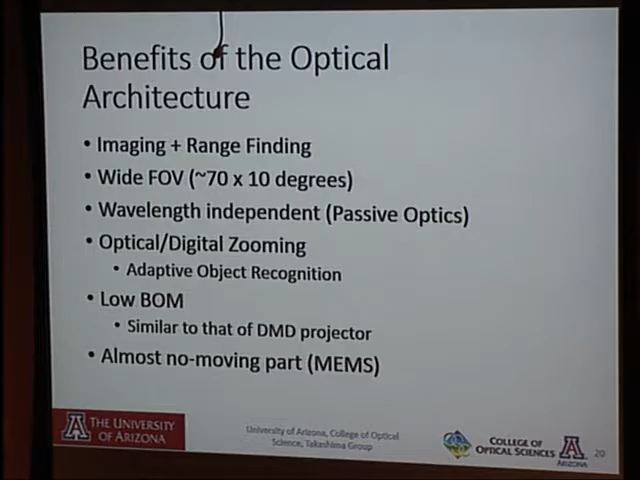 Benefits of the Optical
Architecture
• Imaging + Range Finding
• Wide FOV (~70 x 10 degrees)
• Wavelength independent (Passive Optics)
• Optical/Digital Zooming
• Adaptive Object Recognition
• Low BOM
• Similar to that of DMD projector
• Almost no-moving part (MEMS)
A THE UNIVERSITY
OF ARIZONA
University of Arizona, College of Optical
Science, Takashima Group
COLLEGE OF
OPTICAL SCIENCES
A
ARIZONA
20